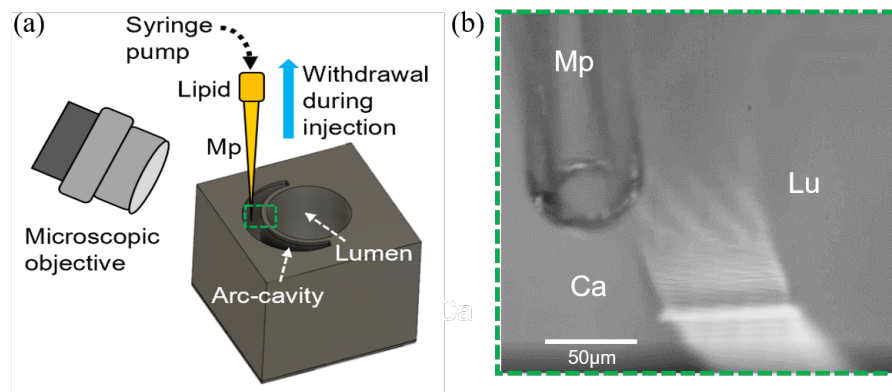 (a)
Syringe
pump
Lipid
Withdrawal
during
injection
Mp
Microscopic
objective
Lumen
Arc-cavity
Ca
(b)
Mp
Lu
Ca
50µm